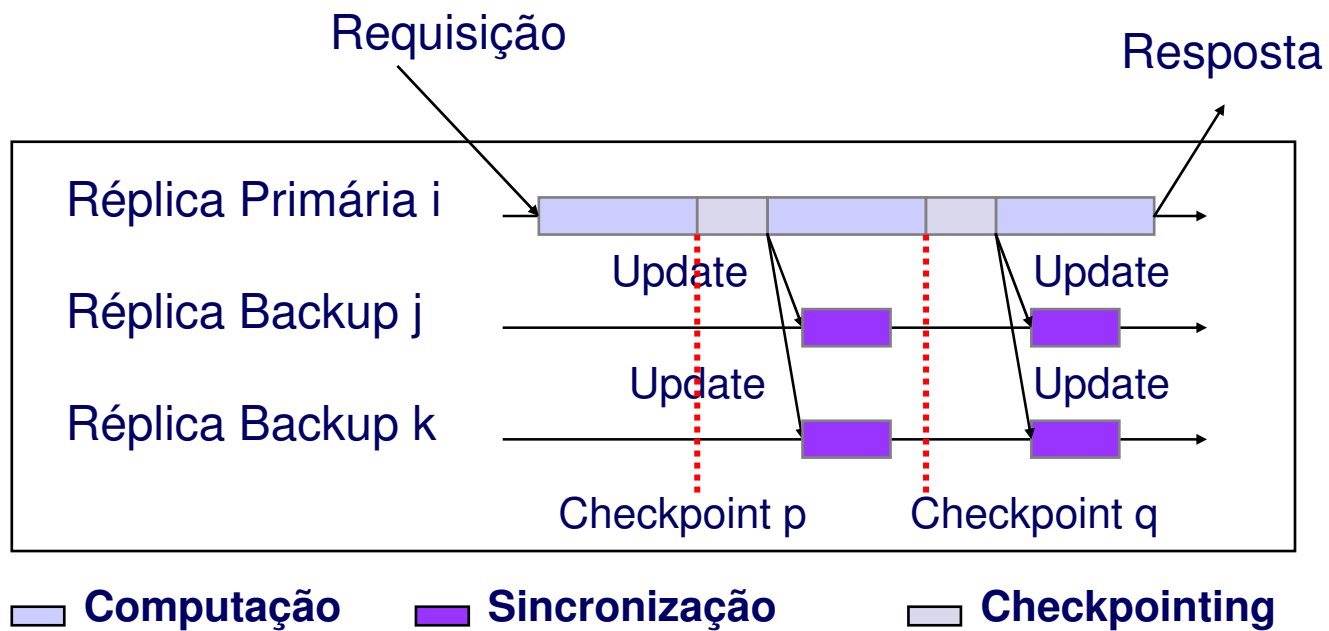 Requisição
Resposta
Réplica Primária i
Update Update
Réplica Backup j
Update Update
Réplica Backup k
Checkpoint p Checkpoint q
Computação Sincronização Checkpointing